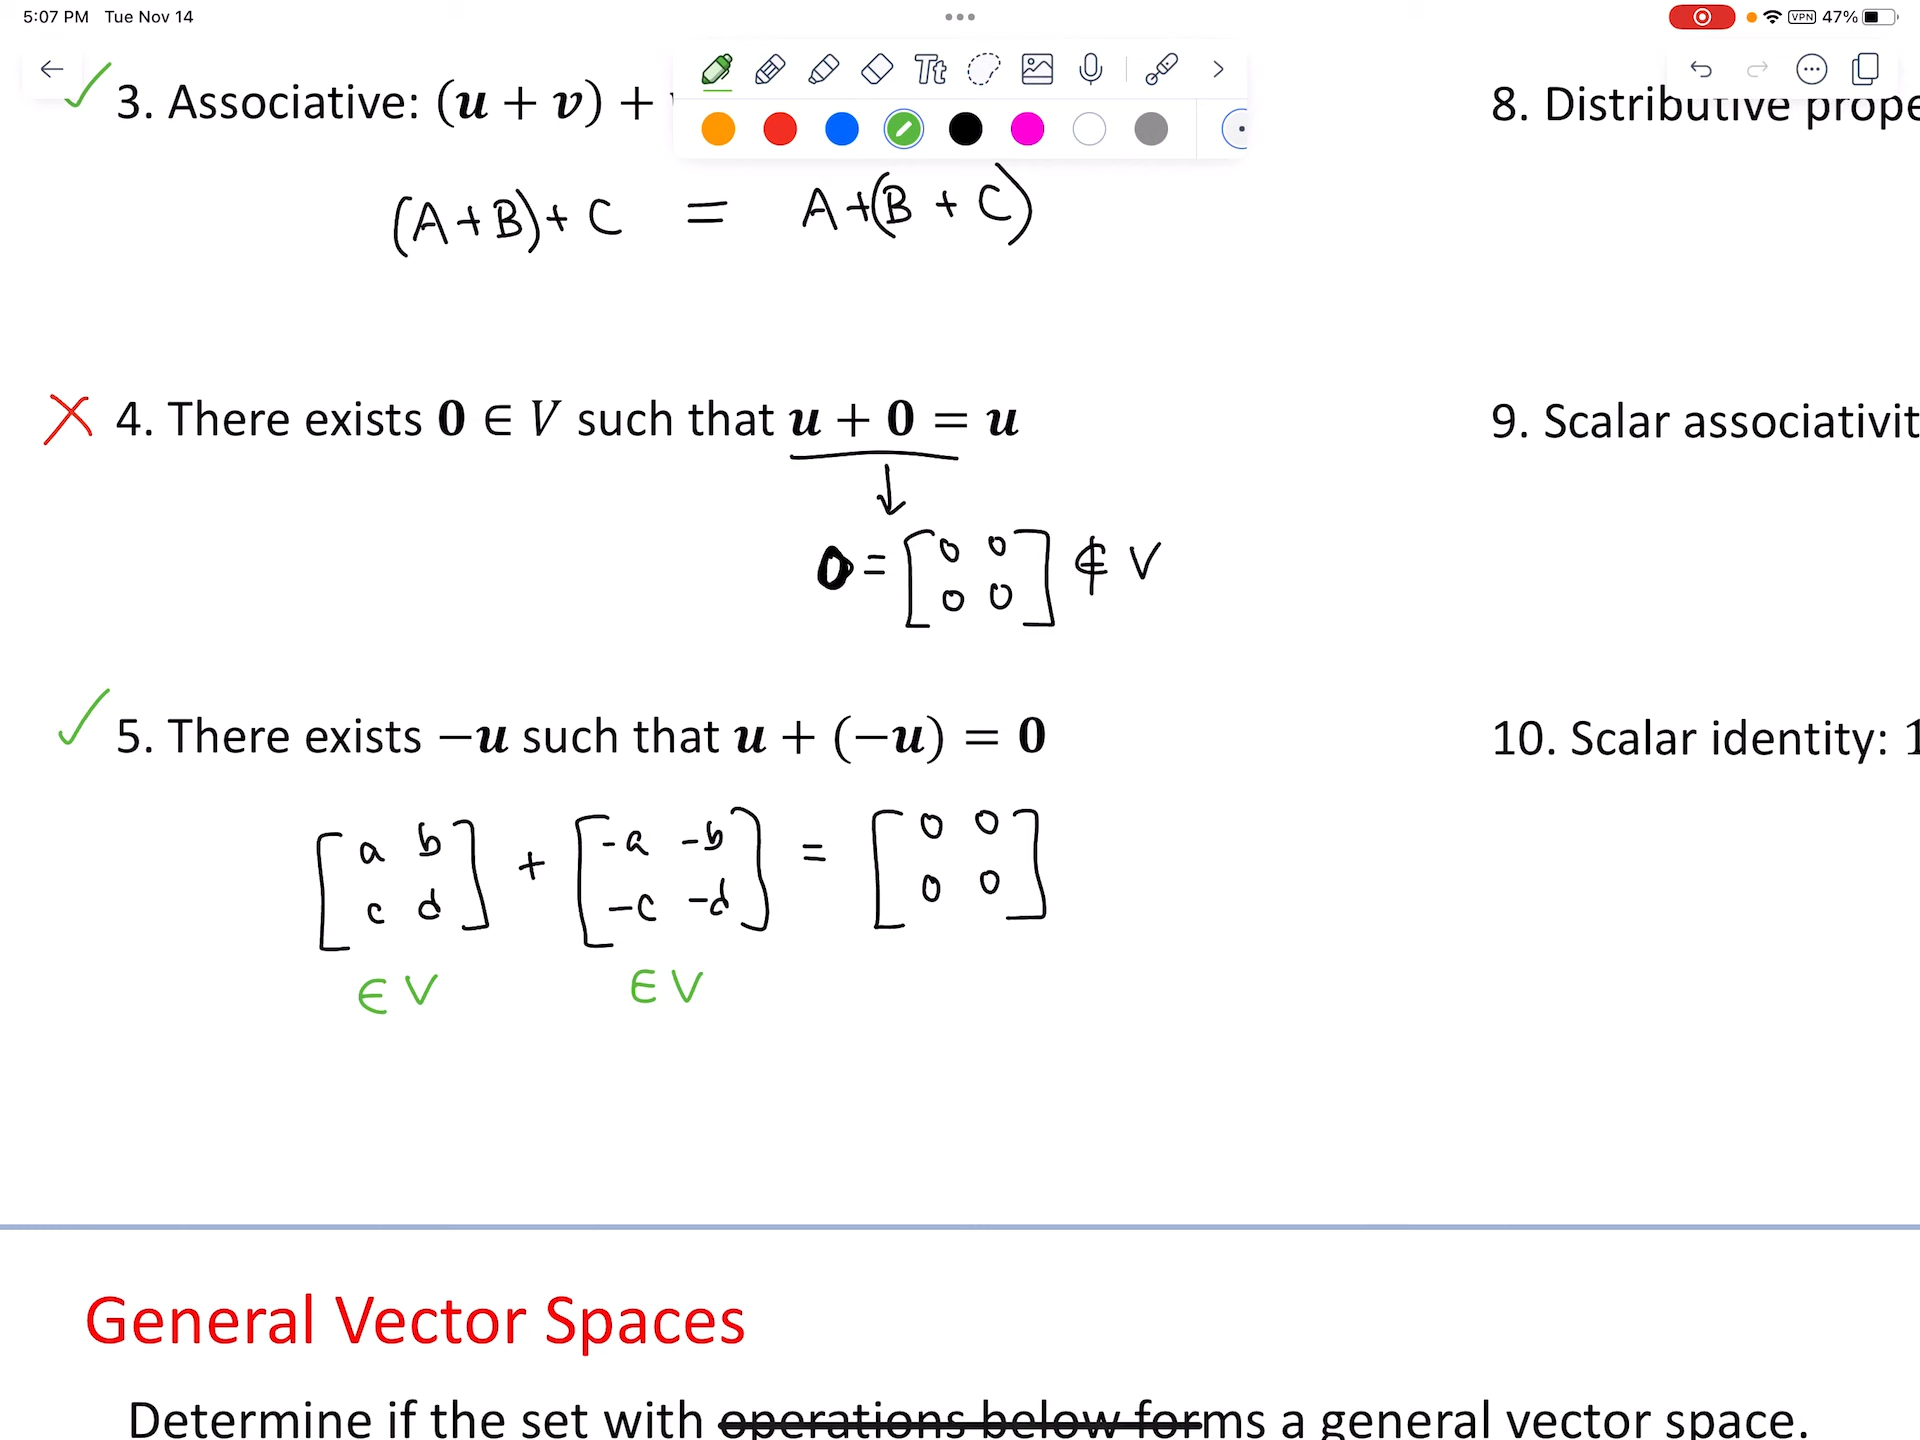 5:07 PM Tue Nov 14
VPN 47%
Tt
3. Associative: (u + v) +
8. Distributive prope
(A+B)+ C = A+(B + C)
4. There exists 0 ∈ V such that u + 0 = u
9. Scalar associativit
0 = [0 0
0 0] ∉ V
5. There exists −u such that u + (−u) = 0
10. Scalar identity: 1
[a b
c d] + [-a -b
-c -d] = [0 0
0 0]
∈ V ∈ V
General Vector Spaces
Determine if the set with operations below forms a general vector space.